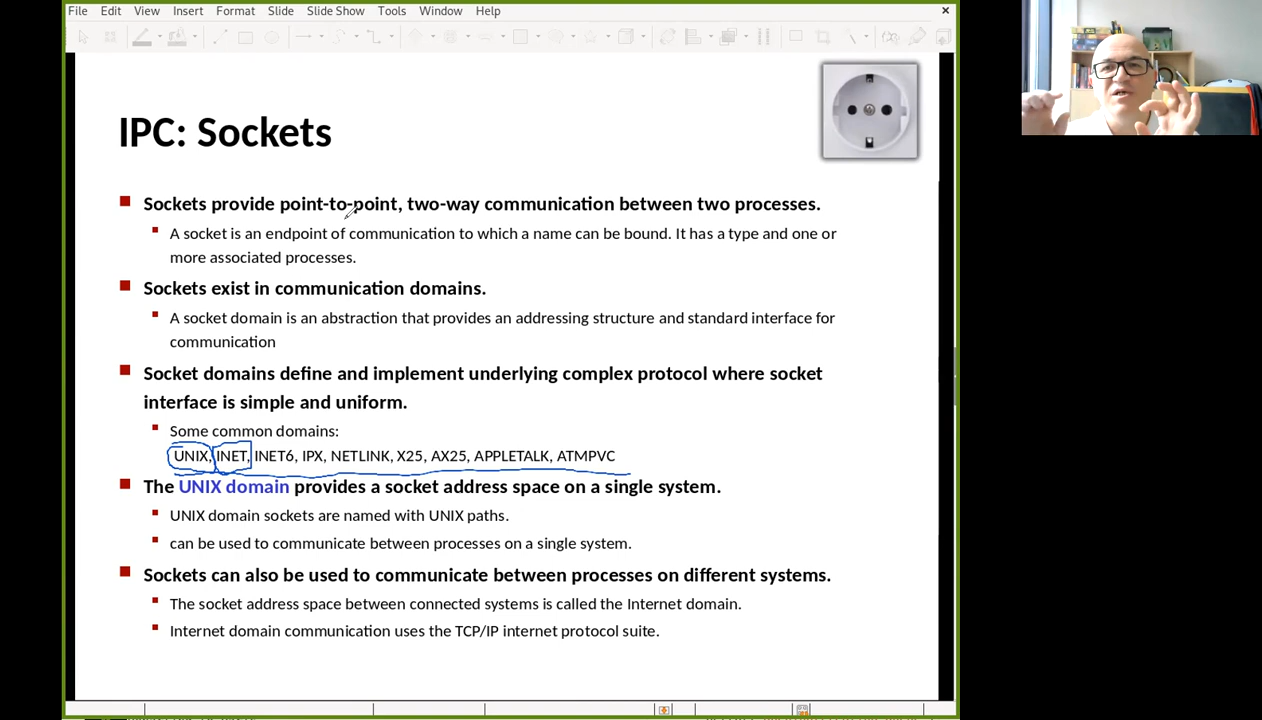 File Edit View Insert Format Slide Slide Show Tools Window Help
IPC: Sockets
Sockets provide point-to-point, two-way communication between two processes.
A socket is an endpoint of communication to which a name can be bound. It has a type and one or
more associated processes.
Sockets exist in communication domains.
A socket domain is an abstraction that provides an addressing structure and standard interface for
communication
Socket domains define and implement underlying complex protocol where socket
interface is simple and uniform.
Some common domains:
UNIX, INET, INET6, IPX, NETLINK, X25, AX25, APPLETALK, ATMPVC
The UNIX domain provides a socket address space on a single system.
UNIX domain sockets are named with UNIX paths.
can be used to communicate between processes on a single system.
Sockets can also be used to communicate between processes on different systems.
The socket address space between connected systems is called the Internet domain.
Internet domain communication uses the TCP/IP internet protocol suite.